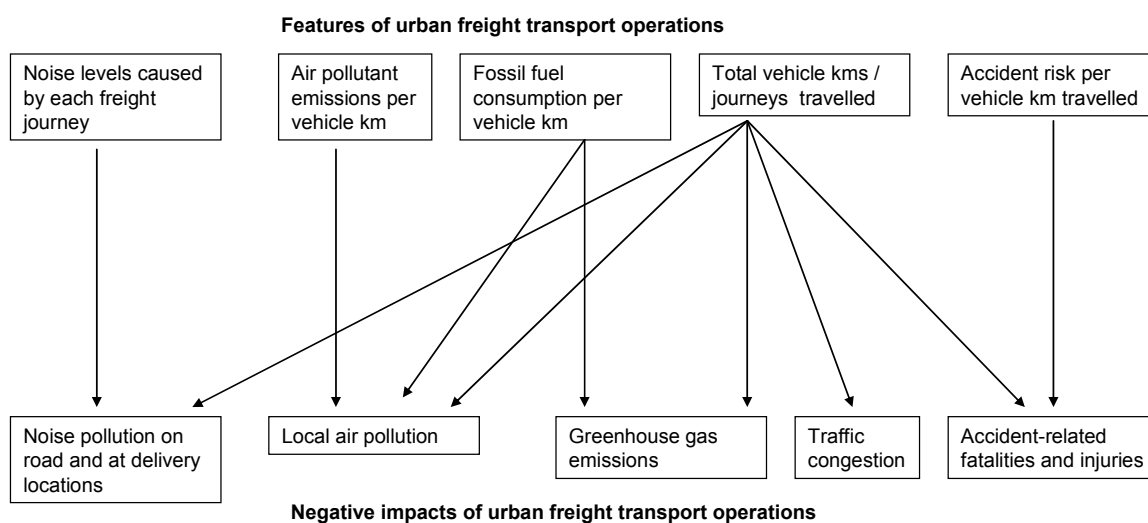 Features of urban freight transport operations
Noise levels caused
by each freight
journey
Air pollutant
emissions per
vehicle km
Fossil fuel
consumption per
vehicle km
Total vehicle kms /
journeys travelled
Accident risk per
vehicle km travelled
Noise pollution on
road and at delivery
locations
Local air pollution
Greenhouse gas
emissions
Traffic
congestion
Accident-related
fatalities and injuries
Negative impacts of urban freight transport operations